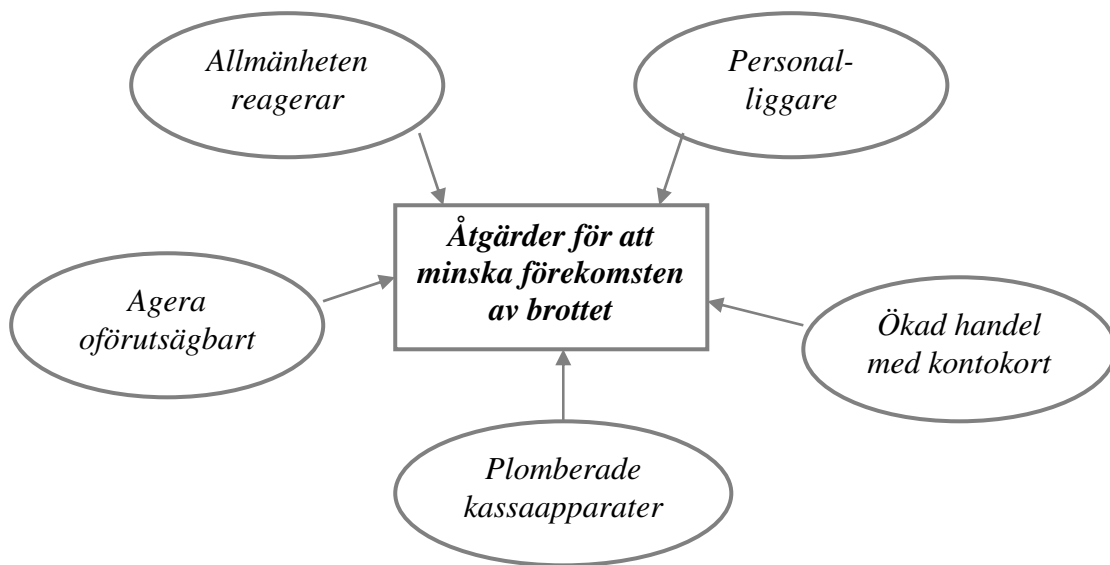 Allmänheten
reagerar
Personal-
liggare
Åtgärder för att
minska förekomsten
av brottet
Agera
oförutsägbart
Ökad handel
med kontokort
Plomberade
kassaapparater